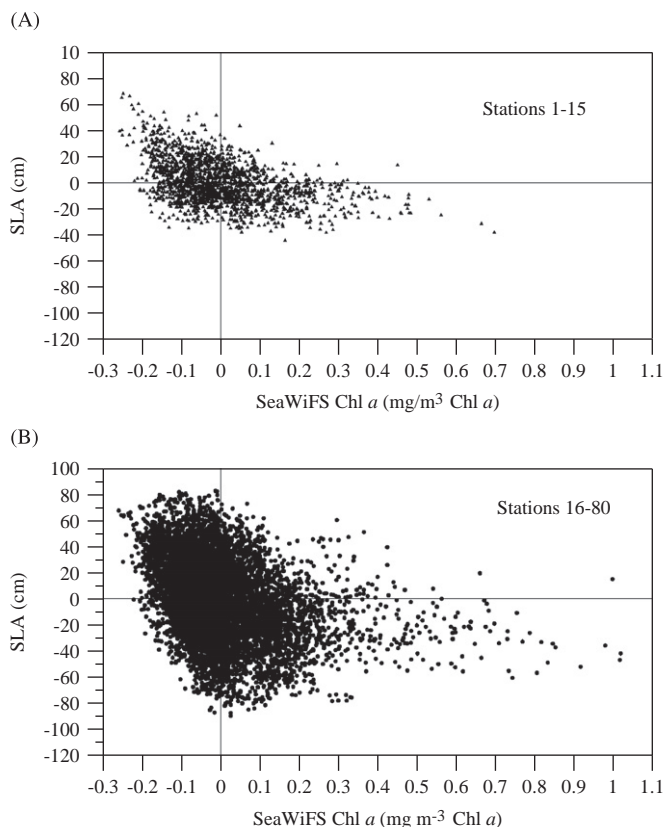 (A)
10
80
60
40
20
0
-20
-40
-60
-80
-100
-120
SLA (cm)
Stations 1-15
-0.3 -0.2 -0.1 0 0.1 0.2 0.3 0.4 0.5 0.6 0.7 0.8 0.9 1 1.1
SeaWiFS Chl a (mg/m3 Chl a)
(B)
100
80
60
40
20
0
-20
-40
-60
-80
-100
-120
SLA (cm)
Stations 16-80
-0.3 -0.2 -0.1 0 0.1 0.2 0.3 0.4 0.5 0.6 0.7 0.8 0.9 1 1.1
SeaWiFS Chl a (mg m-3 Chl a)